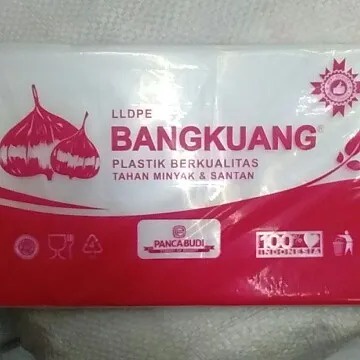 LLDPE
BANGKUANG®
PLASTIK BERKUALITAS
TAHAN MINYAK & SANTAN
PANCA BUDI
100%
INDONESIA